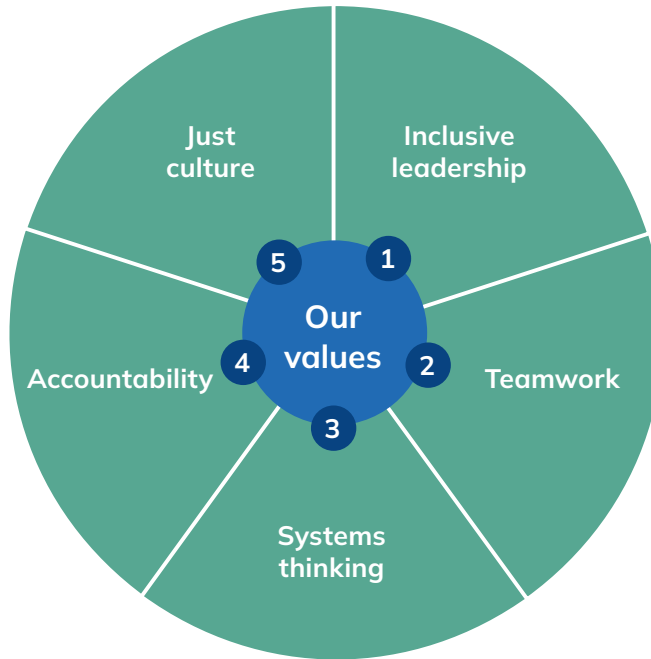 Just
culture
Inclusive
leadership
5
1
Our
values
4
2
Accountability
Teamwork
3
Systems
thinking